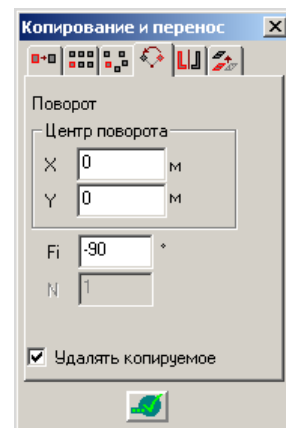 Копирование и перенос
Поворот
Центр поворота
X 0 м
Y 0 м
Fi -90 °
N 1
Удалять копируемое